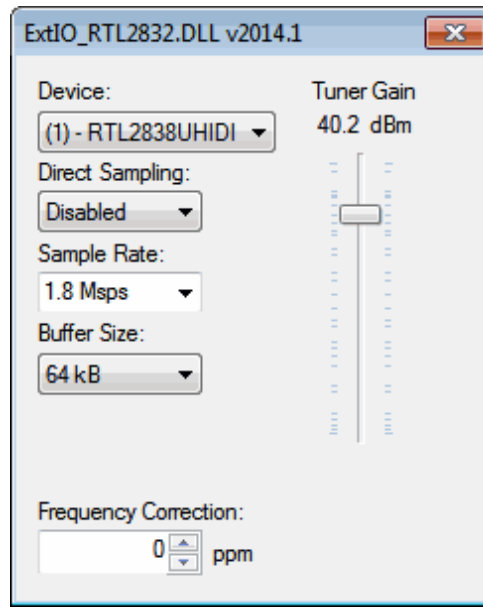 ExtIO_RTL2832.DLL v2014.1
Device:
(1) - RTL2838UHIDI
Direct Sampling:
Disabled
Sample Rate:
1.8 Msps
Buffer Size:
64 kB
Tuner Gain
40.2 dBm
Frequency Correction:
0 ppm